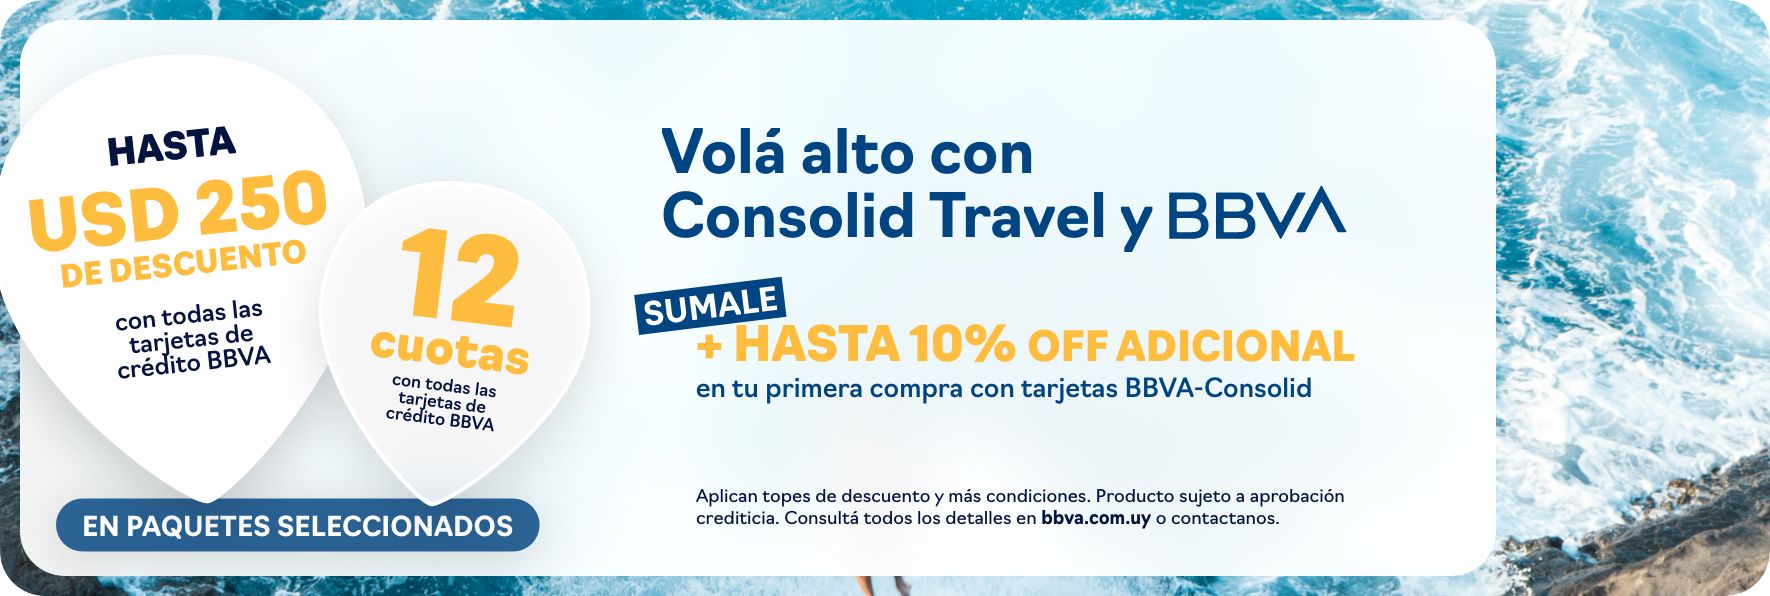 HASTA
USD 250
DE DESCUENTO
con todas las
tarjetas de
crédito BBVA
12
cuotas
con todas las
tarjetas de
crédito BBVA
EN PAQUETES SELECCIONADOS
Volá alto con
Consolid Travel y BBVA
SUMALE
+ HASTA 10% OFF ADICIONAL
en tu primera compra con tarjetas BBVA-Consolid
Aplican topes de descuento y más condiciones. Producto sujeto a aprobación
crediticia. Consultá todos los detalles en bbva.com.uy o contactanos.